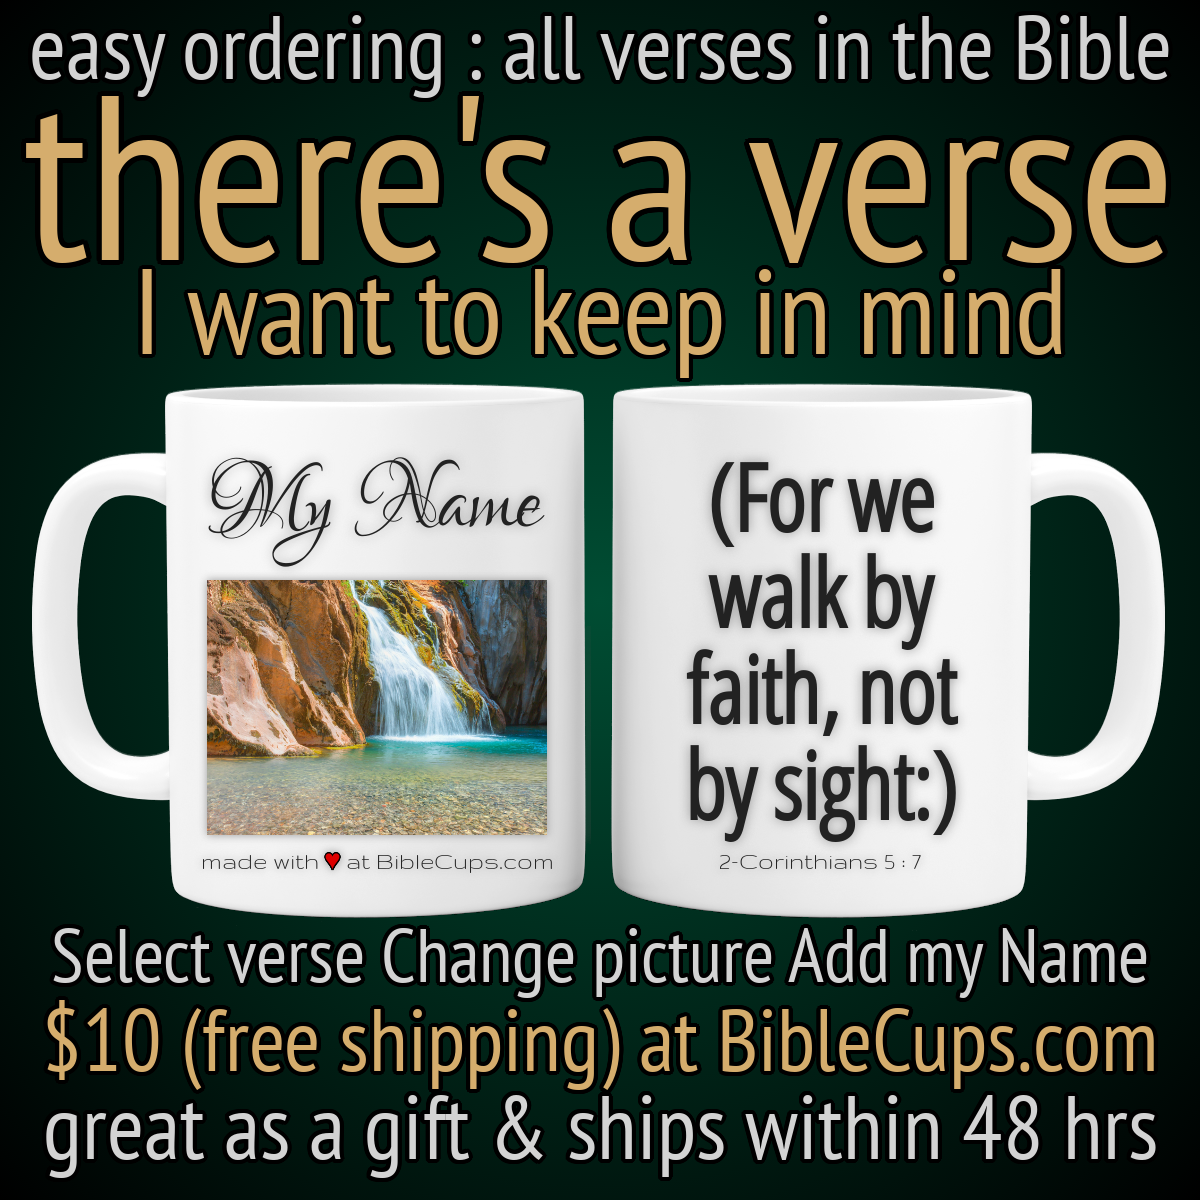 easy ordering : all verses in the Bible
there's a verse
I want to keep in mind
My Name
made with ♥ at BibleCups.com
(For we
walk by
faith, not
by sight:)
2-Corinthians 5 : 7
Select verse Change picture Add my Name
$10 (free shipping) at BibleCups.com
great as a gift & ships within 48 hrs